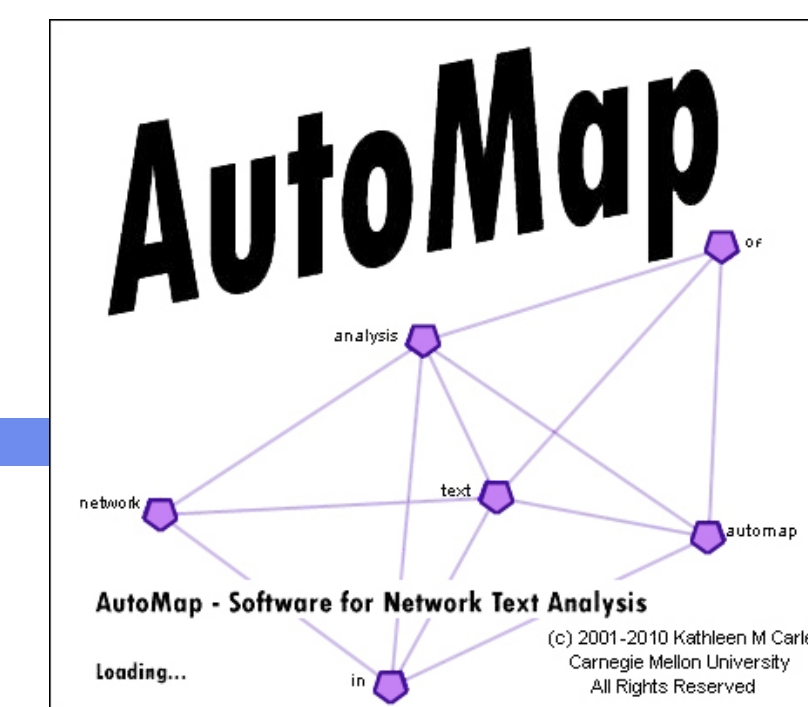 AutoMap
of
analysis
text
network
automap
AutoMap - Software for Network Text Analysis
(c) 2001-2010 Kathleen M
Carnegie Mellon University
Loading...
in
All Rights Reserved